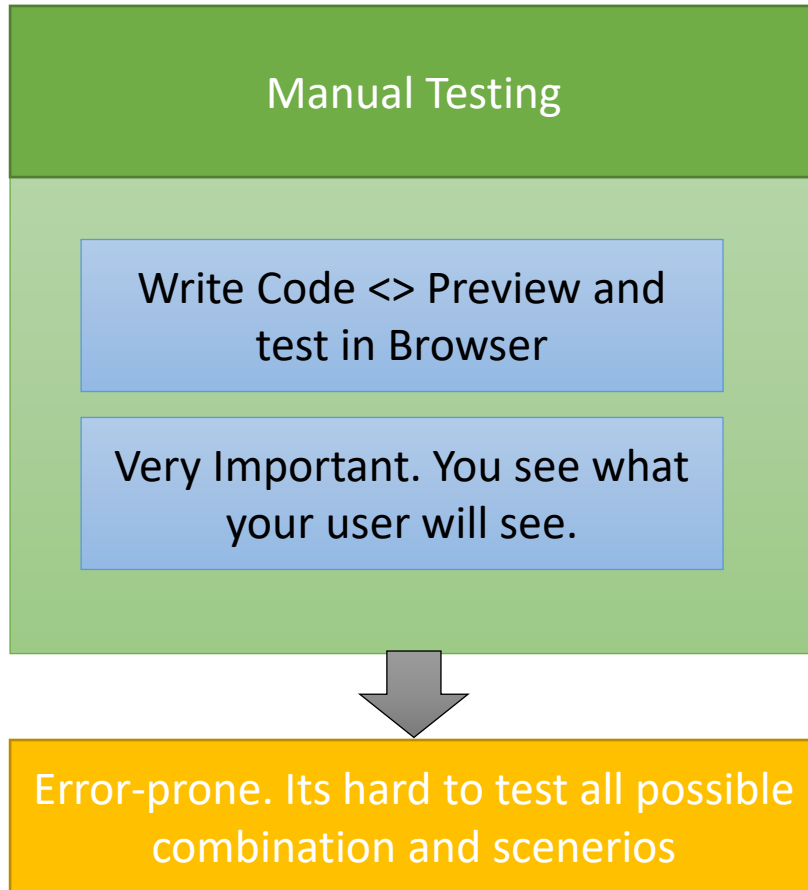 Manual Testing
Write Code <> Preview and
test in Browser
Very Important. You see what
your user will see.
Error-prone. Its hard to test all possible
combination and scenerios